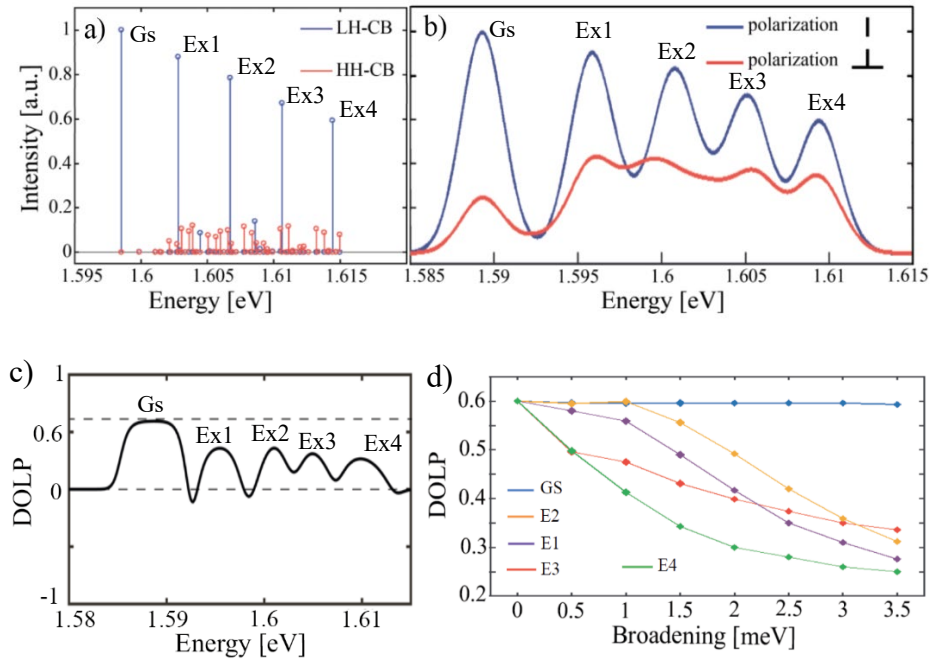 a)
1
0.8
0.6
0.4
0.2
0
Intensity [a.u.]
Gs
Ex1
Ex2
Ex3
Ex4
LH-CB
HH-CB
1.595 1.6 1.605 1.61 1.615
Energy [eV]
b)
Gs
Ex1
Ex2
Ex3
Ex4
polarization
polarization
1.585 1.59 1.595 1.6 1.605 1.61 1.615
Energy [eV]
c)
1
0.6
0
-1
DOLP
Gs
Ex1
Ex2
Ex3
Ex4
1.58 1.59 1.6 1.61
Energy [eV]
d)
0.6
0.5
0.4
0.3
0.2
DOLP
GS
E2
E1
E3
E4
0 0.5 1 1.5 2 2.5 3 3.5
Broadening [meV]